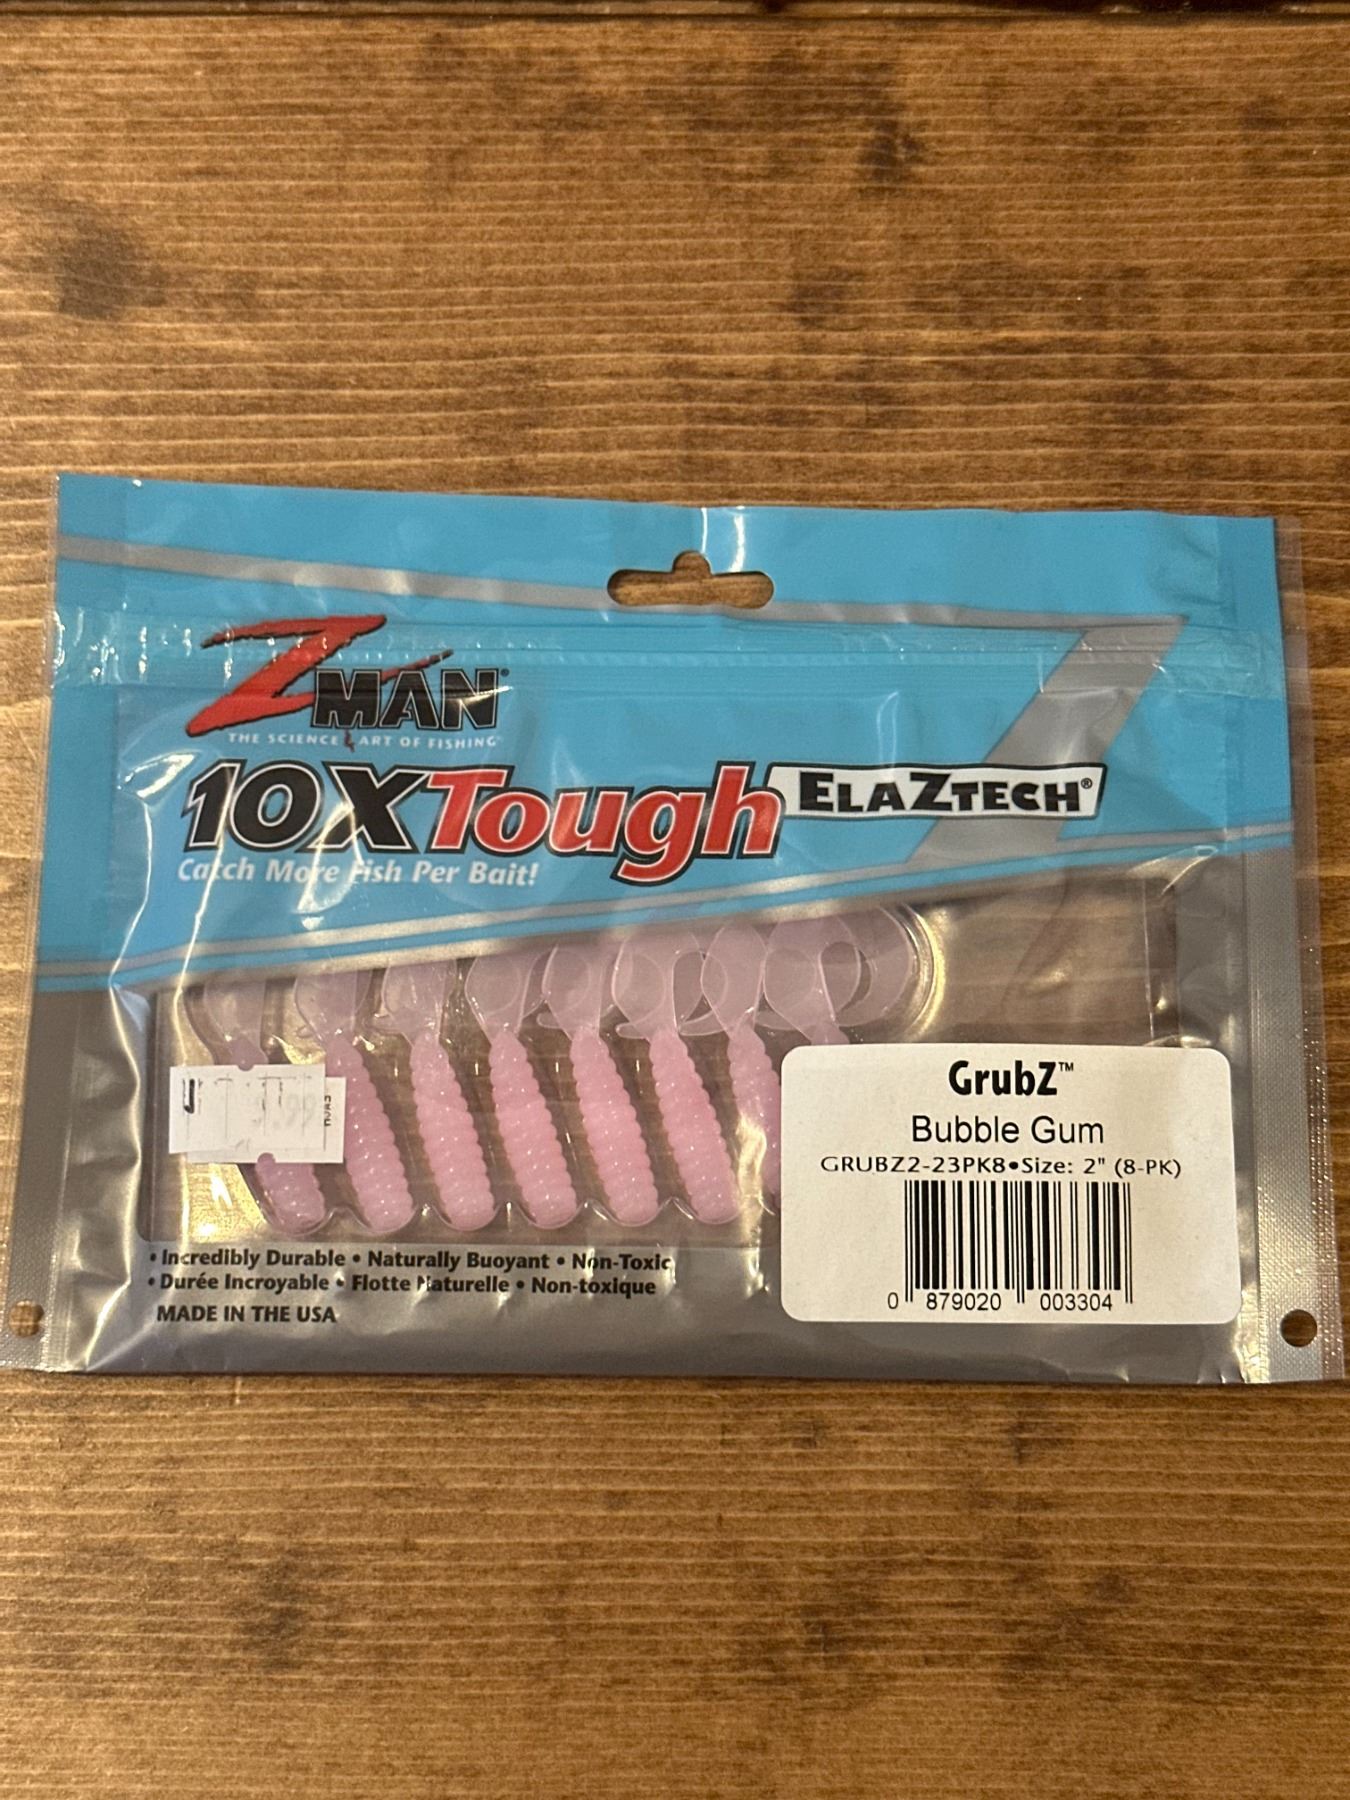 ZMAN®
THE SCIENCE & ART OF FISHING
10X Tough ELAZTECH®
Catch More Fish Per Bait!
GrubZ™
Bubble Gum
GRUBZ2-23PK8•Size: 2" (8-PK)
0 879020 003304
• Incredibly Durable • Naturally Buoyant • Non-Toxic
• Durée Incroyable • Flotte Naturelle • Non-toxique
MADE IN THE USA